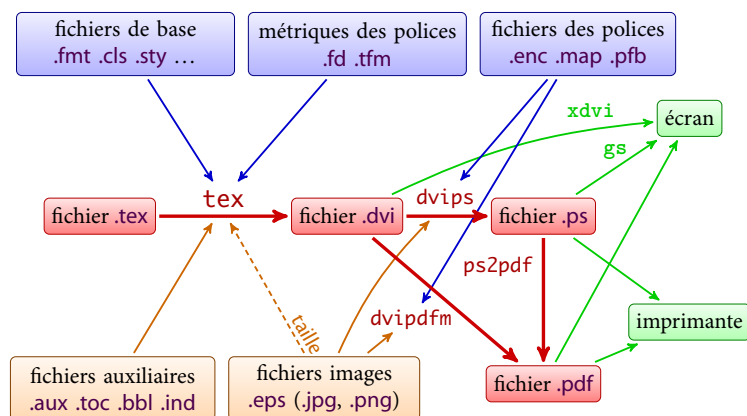 fichiers de base
.fmt .cls .sty …
métriques des polices
.fd .tfm
fichiers des polices
.enc .map .pfb
xdvi
écran
gs
tex
dvips
fichier .tex
fichier .dvi
fichier .ps
ps2pdf
taille
dvipdfm
imprimante
fichiers auxiliaires
.aux .toc .bbl .ind
fichiers images
.eps (.jpg, .png)
fichier .pdf